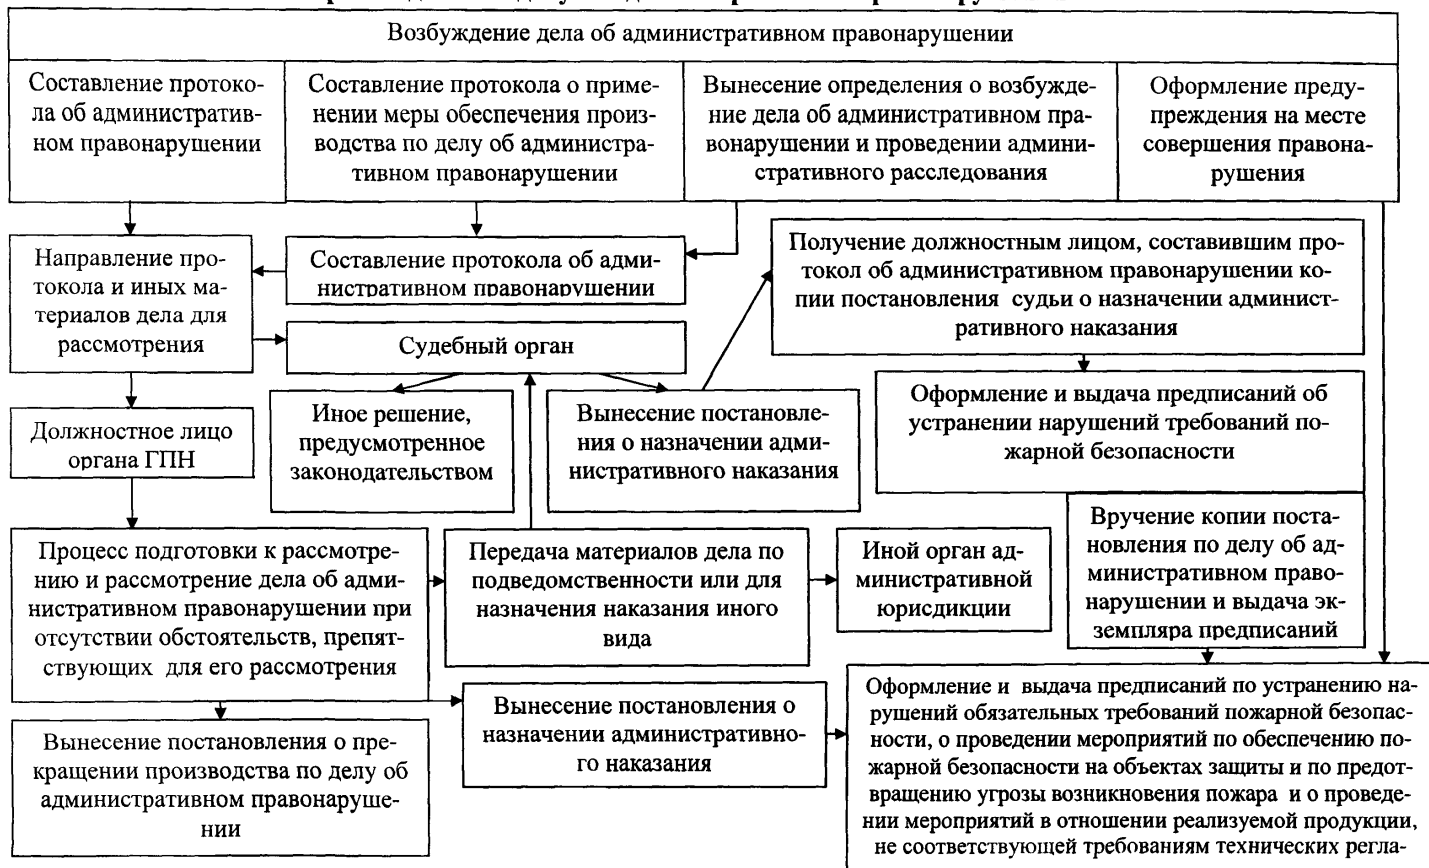 Возбуждение дела об административном правонарушении
Составление протоко-
ла об административ-
ном правонарушении
Составление протокола о приме-
нении меры обеспечения произ-
водства по делу об администра-
тивном правонарушении
Вынесение определения о возбужде-
ние дела об административном пра-
вонарушении и проведении админи-
стративного расследования
Оформление преду-
преждения на месте
совершения правона-
рушения
Направление про-
токола и иных ма-
териалов дела для
рассмотрения
Составление протокола об адми-
нистративном правонарушении
Получение должностным лицом, составившим про-
токол об административном правонарушении ко-
пии постановления судьи о назначении админист-
ративного наказания
Судебный орган
Оформление и выдача предписаний об
устранении нарушений требований по-
жарной безопасности
Иное решение,
предусмотренное
законодательством
Вынесение постановле-
ния о назначении адми-
нистративного наказания
Должностное лицо
органа ГПН
Вручение копии поста-
новления по делу об ад-
министративном право-
нарушении и выдача эк-
земпляра предписаний
Процесс подготовки к рассмотре-
нию и рассмотрение дела об адми-
нистративном правонарушении при
отсутствии обстоятельств, препят-
ствующих для его рассмотрения
Передача материалов дела по
подведомственности или для
назначения наказания иного
вида
Иной орган ад-
министративной
юрисдикции
Вынесение постановления о
назначении административно-
го наказания
Оформление и выдача предписаний по устранению на-
рушений обязательных требований пожарной безопас-
ности, о проведении мероприятий по обеспечению по-
жарной безопасности на объектах защиты и по предот-
вращению угрозы возникновения пожара и о проведе-
нии мероприятий в отношении реализуемой продукции,
не соответствующей требованиям технических регла-
Вынесение постановления о пре-
кращении производства по делу об
административном правонаруше-
нии